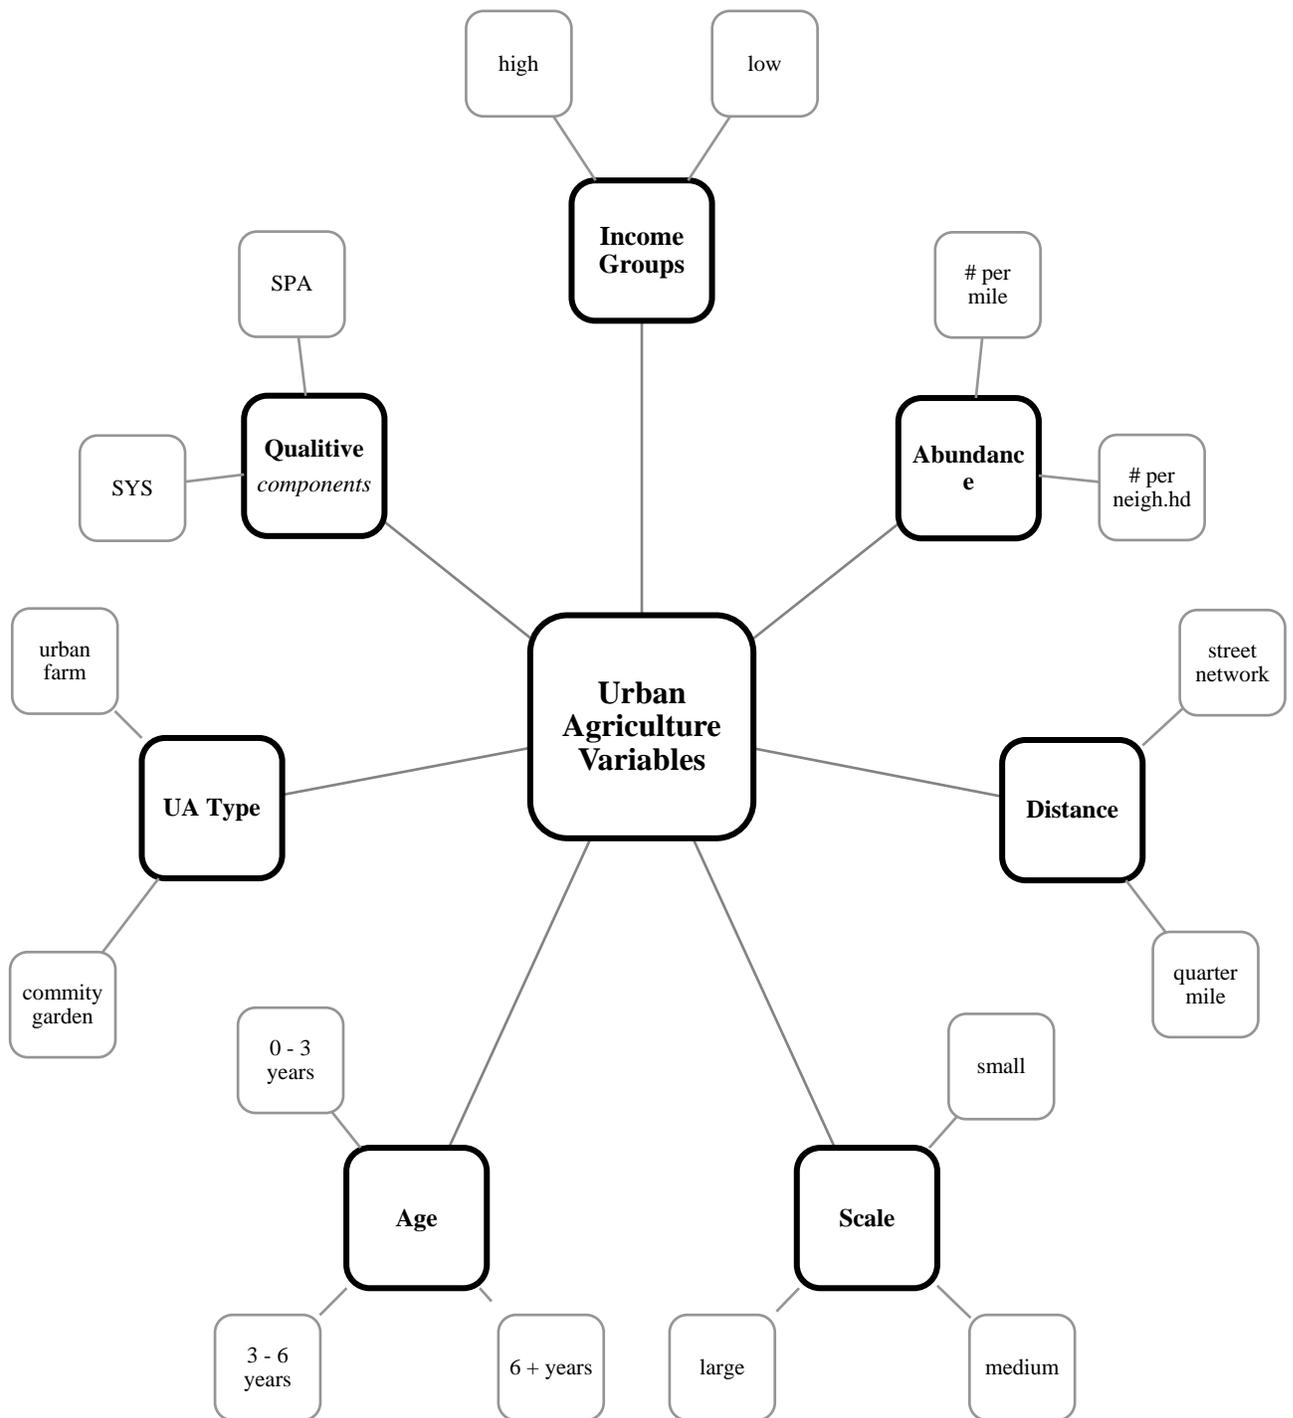 high
low
Income
Groups
SPA
# per
mile
Qualitive
components
Abundanc
e
SYS
# per
neigh.hd
urban
farm
street
network
Urban
Agriculture
Variables
UA Type
Distance
commity
garden
quarter
mile
0 - 3
years
small
Age
Scale
3 - 6
years
6 + years
large
medium